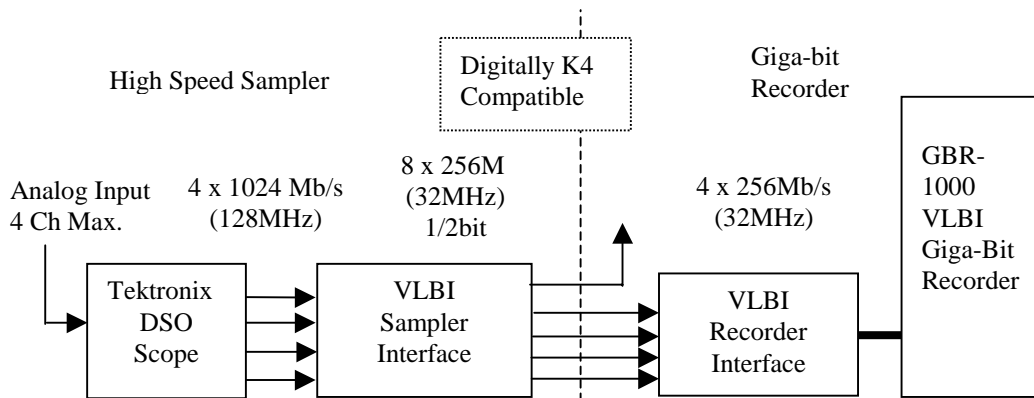 High Speed Sampler
Digitally K4
Compatible
Giga-bit
Recorder
Analog Input
4 Ch Max.
4 x 1024 Mb/s
(128MHz)
8 x 256M
(32MHz)
1/2bit
4 x 256Mb/s
(32MHz)
GBR-
1000
VLBI
Giga-Bit
Recorder
Tektronix
DSO
Scope
VLBI
Sampler
Interface
VLBI
Recorder
Interface